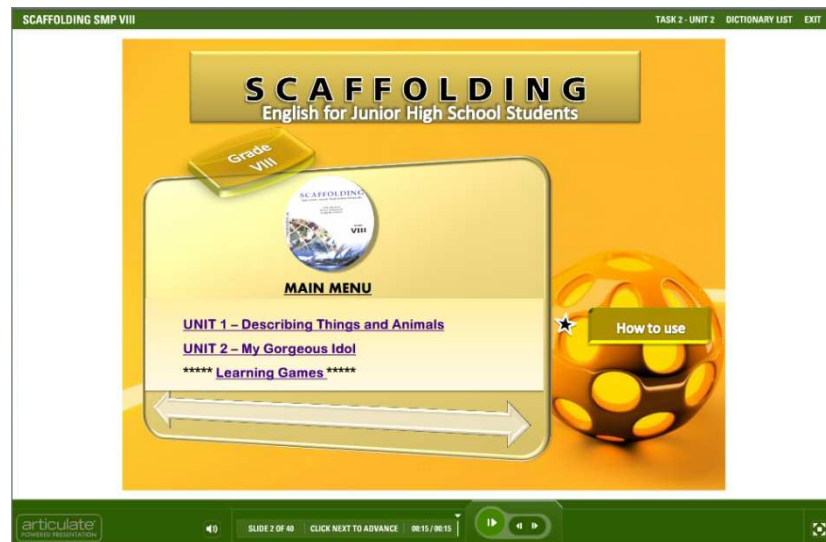 SCAFFOLDING SMP VIII
TASK 2 - UNIT 2 DICTIONARY LIST EXIT
SCAFFOLDING
English for Junior High School Students
Grade
VIII
SCAFFOLDING
VIII
MAIN MENU
UNIT 1 – Describing Things and Animals
UNIT 2 – My Gorgeous Idol
***** Learning Games *****
How to use
articulate
POWERED PRESENTATION
SLIDE 2 OF 40 CLICK NEXT TO ADVANCE 00:15 / 00:15